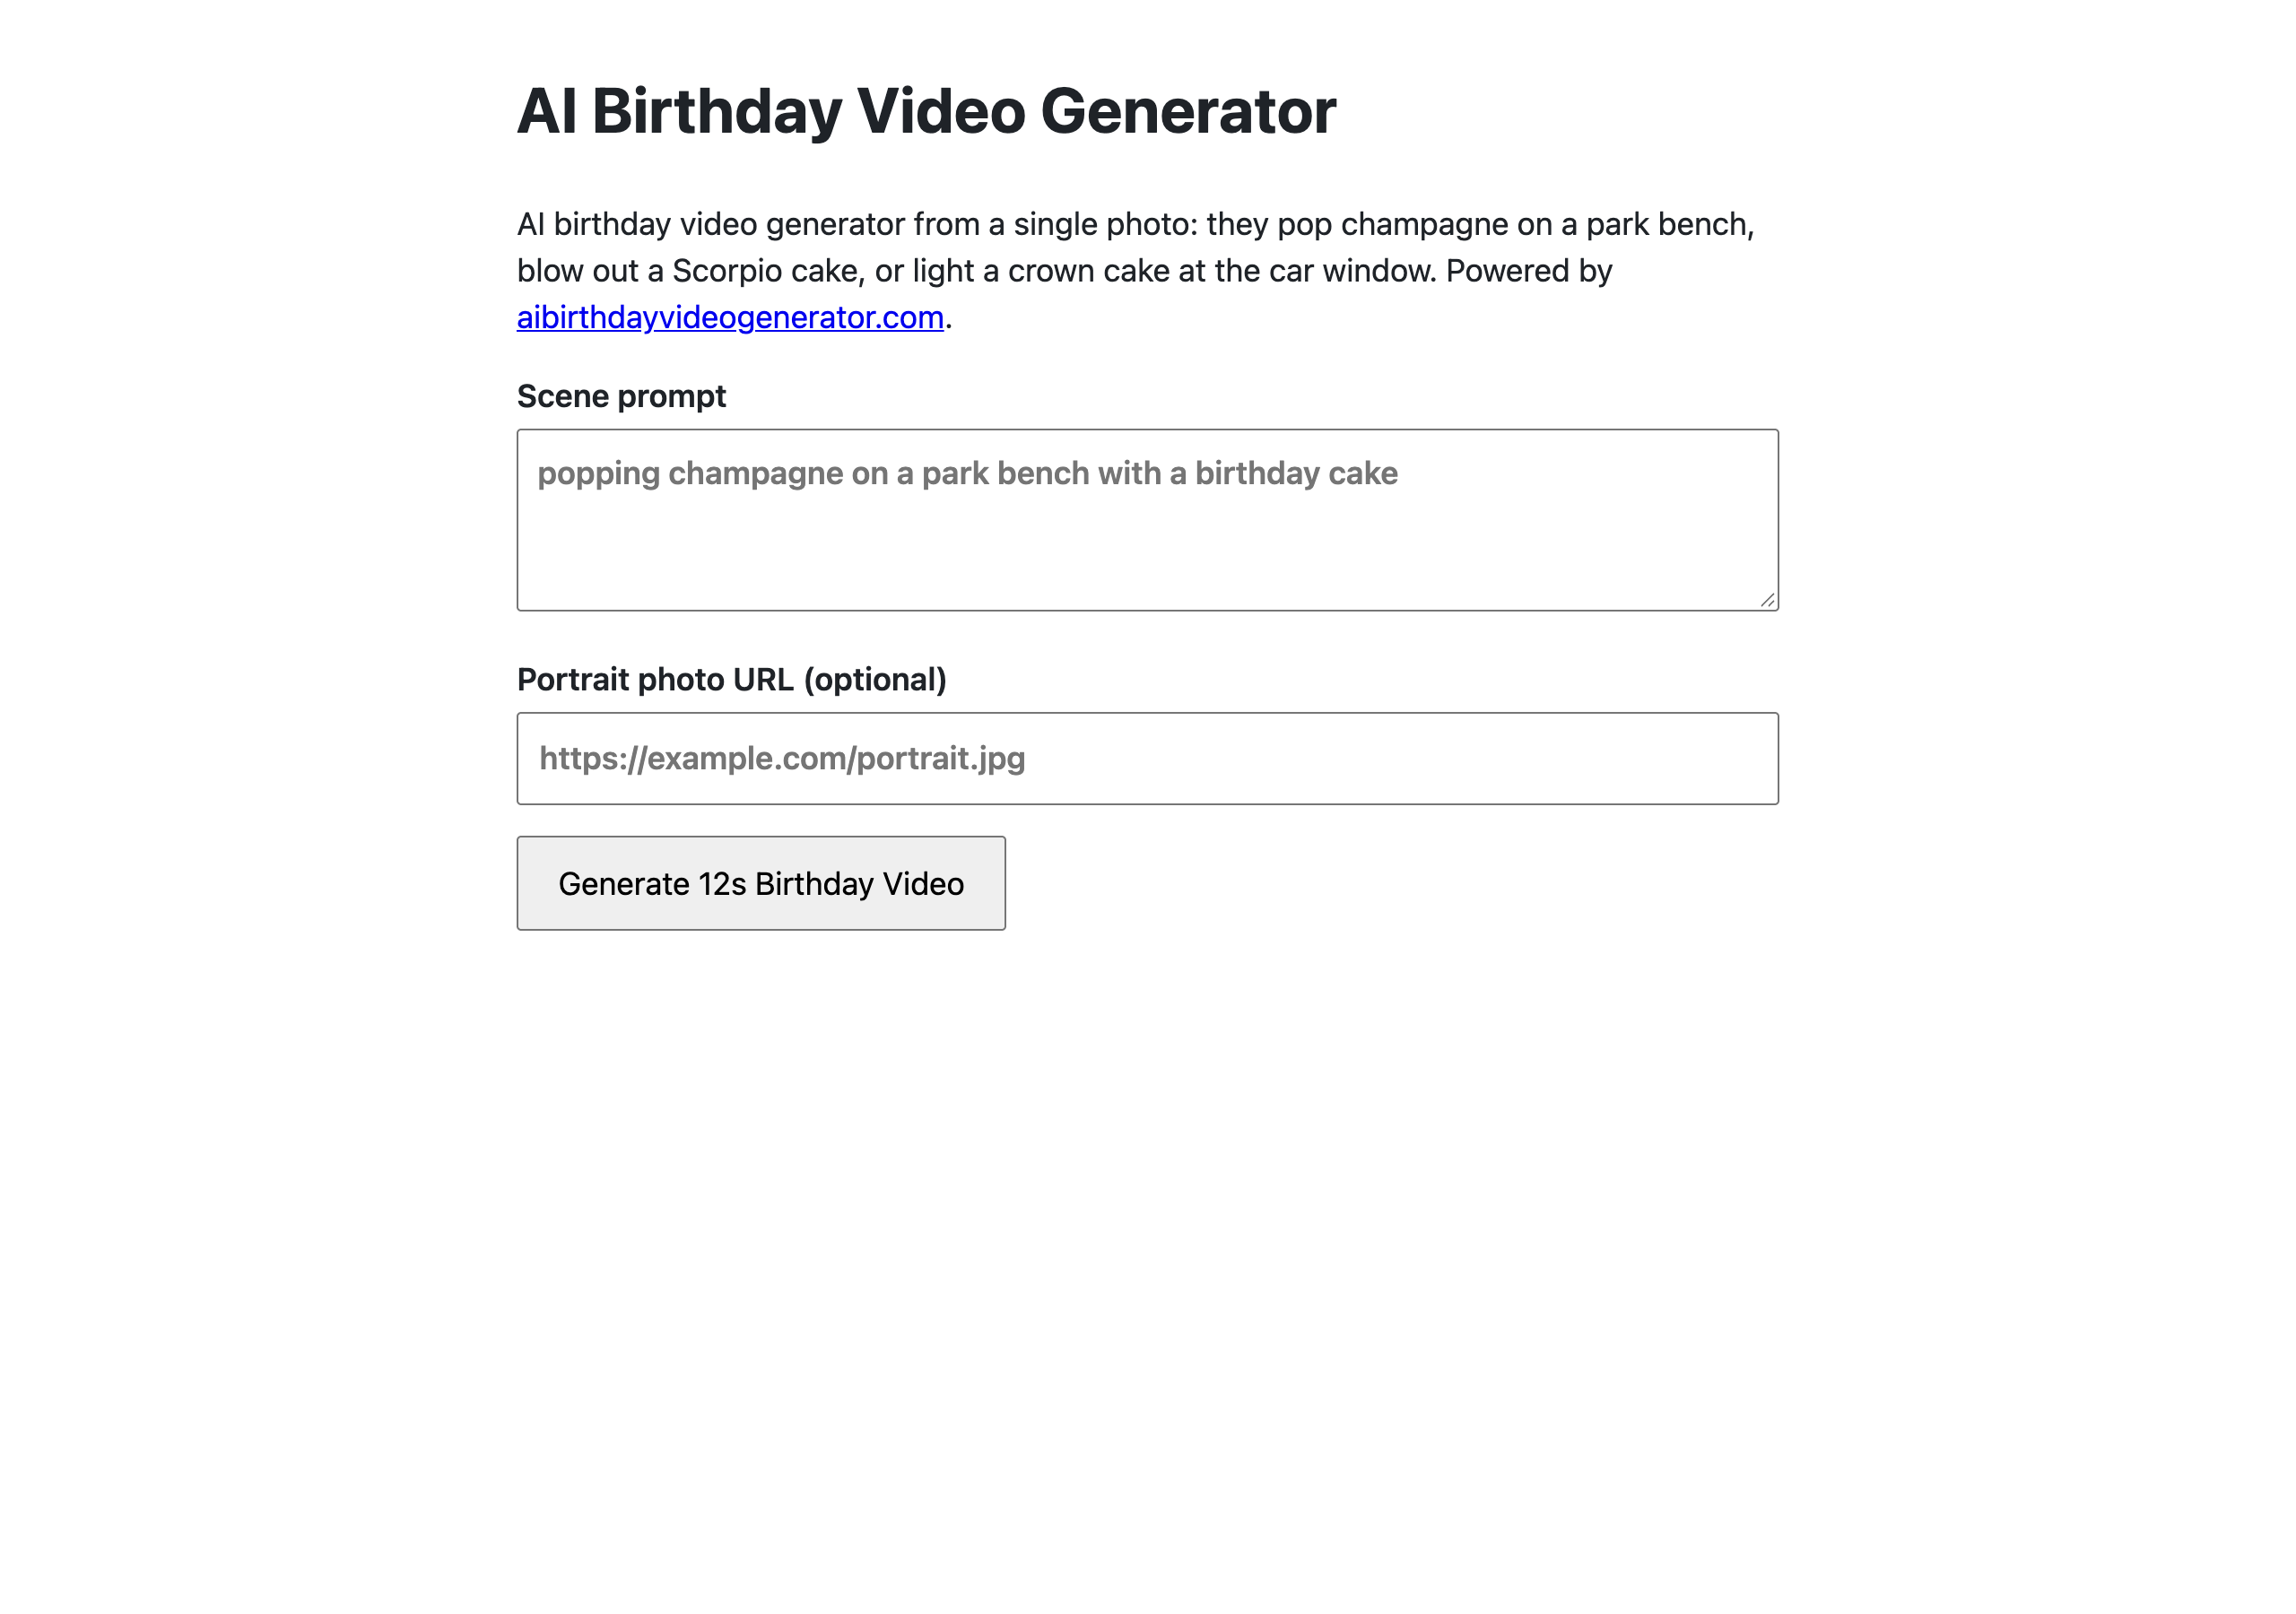 AI Birthday Video Generator
AI birthday video generator from a single photo: they pop champagne on a park bench,
blow out a Scorpio cake, or light a crown cake at the car window. Powered by
aibirthdayvideogenerator.com.
Scene prompt
popping champagne on a park bench with a birthday cake
Portrait photo URL (optional)
https://example.com/portrait.jpg
Generate 12s Birthday Video